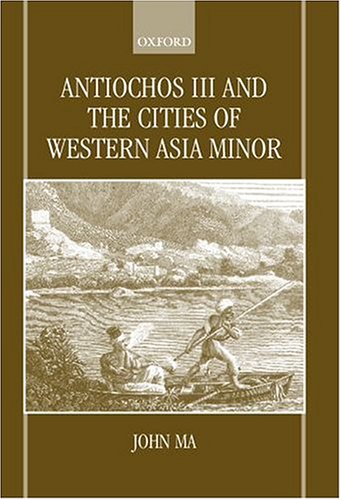 OXFORD
ANTIOCHOS III AND
THE CITIES OF
WESTERN ASIA MINOR
JOHN MA